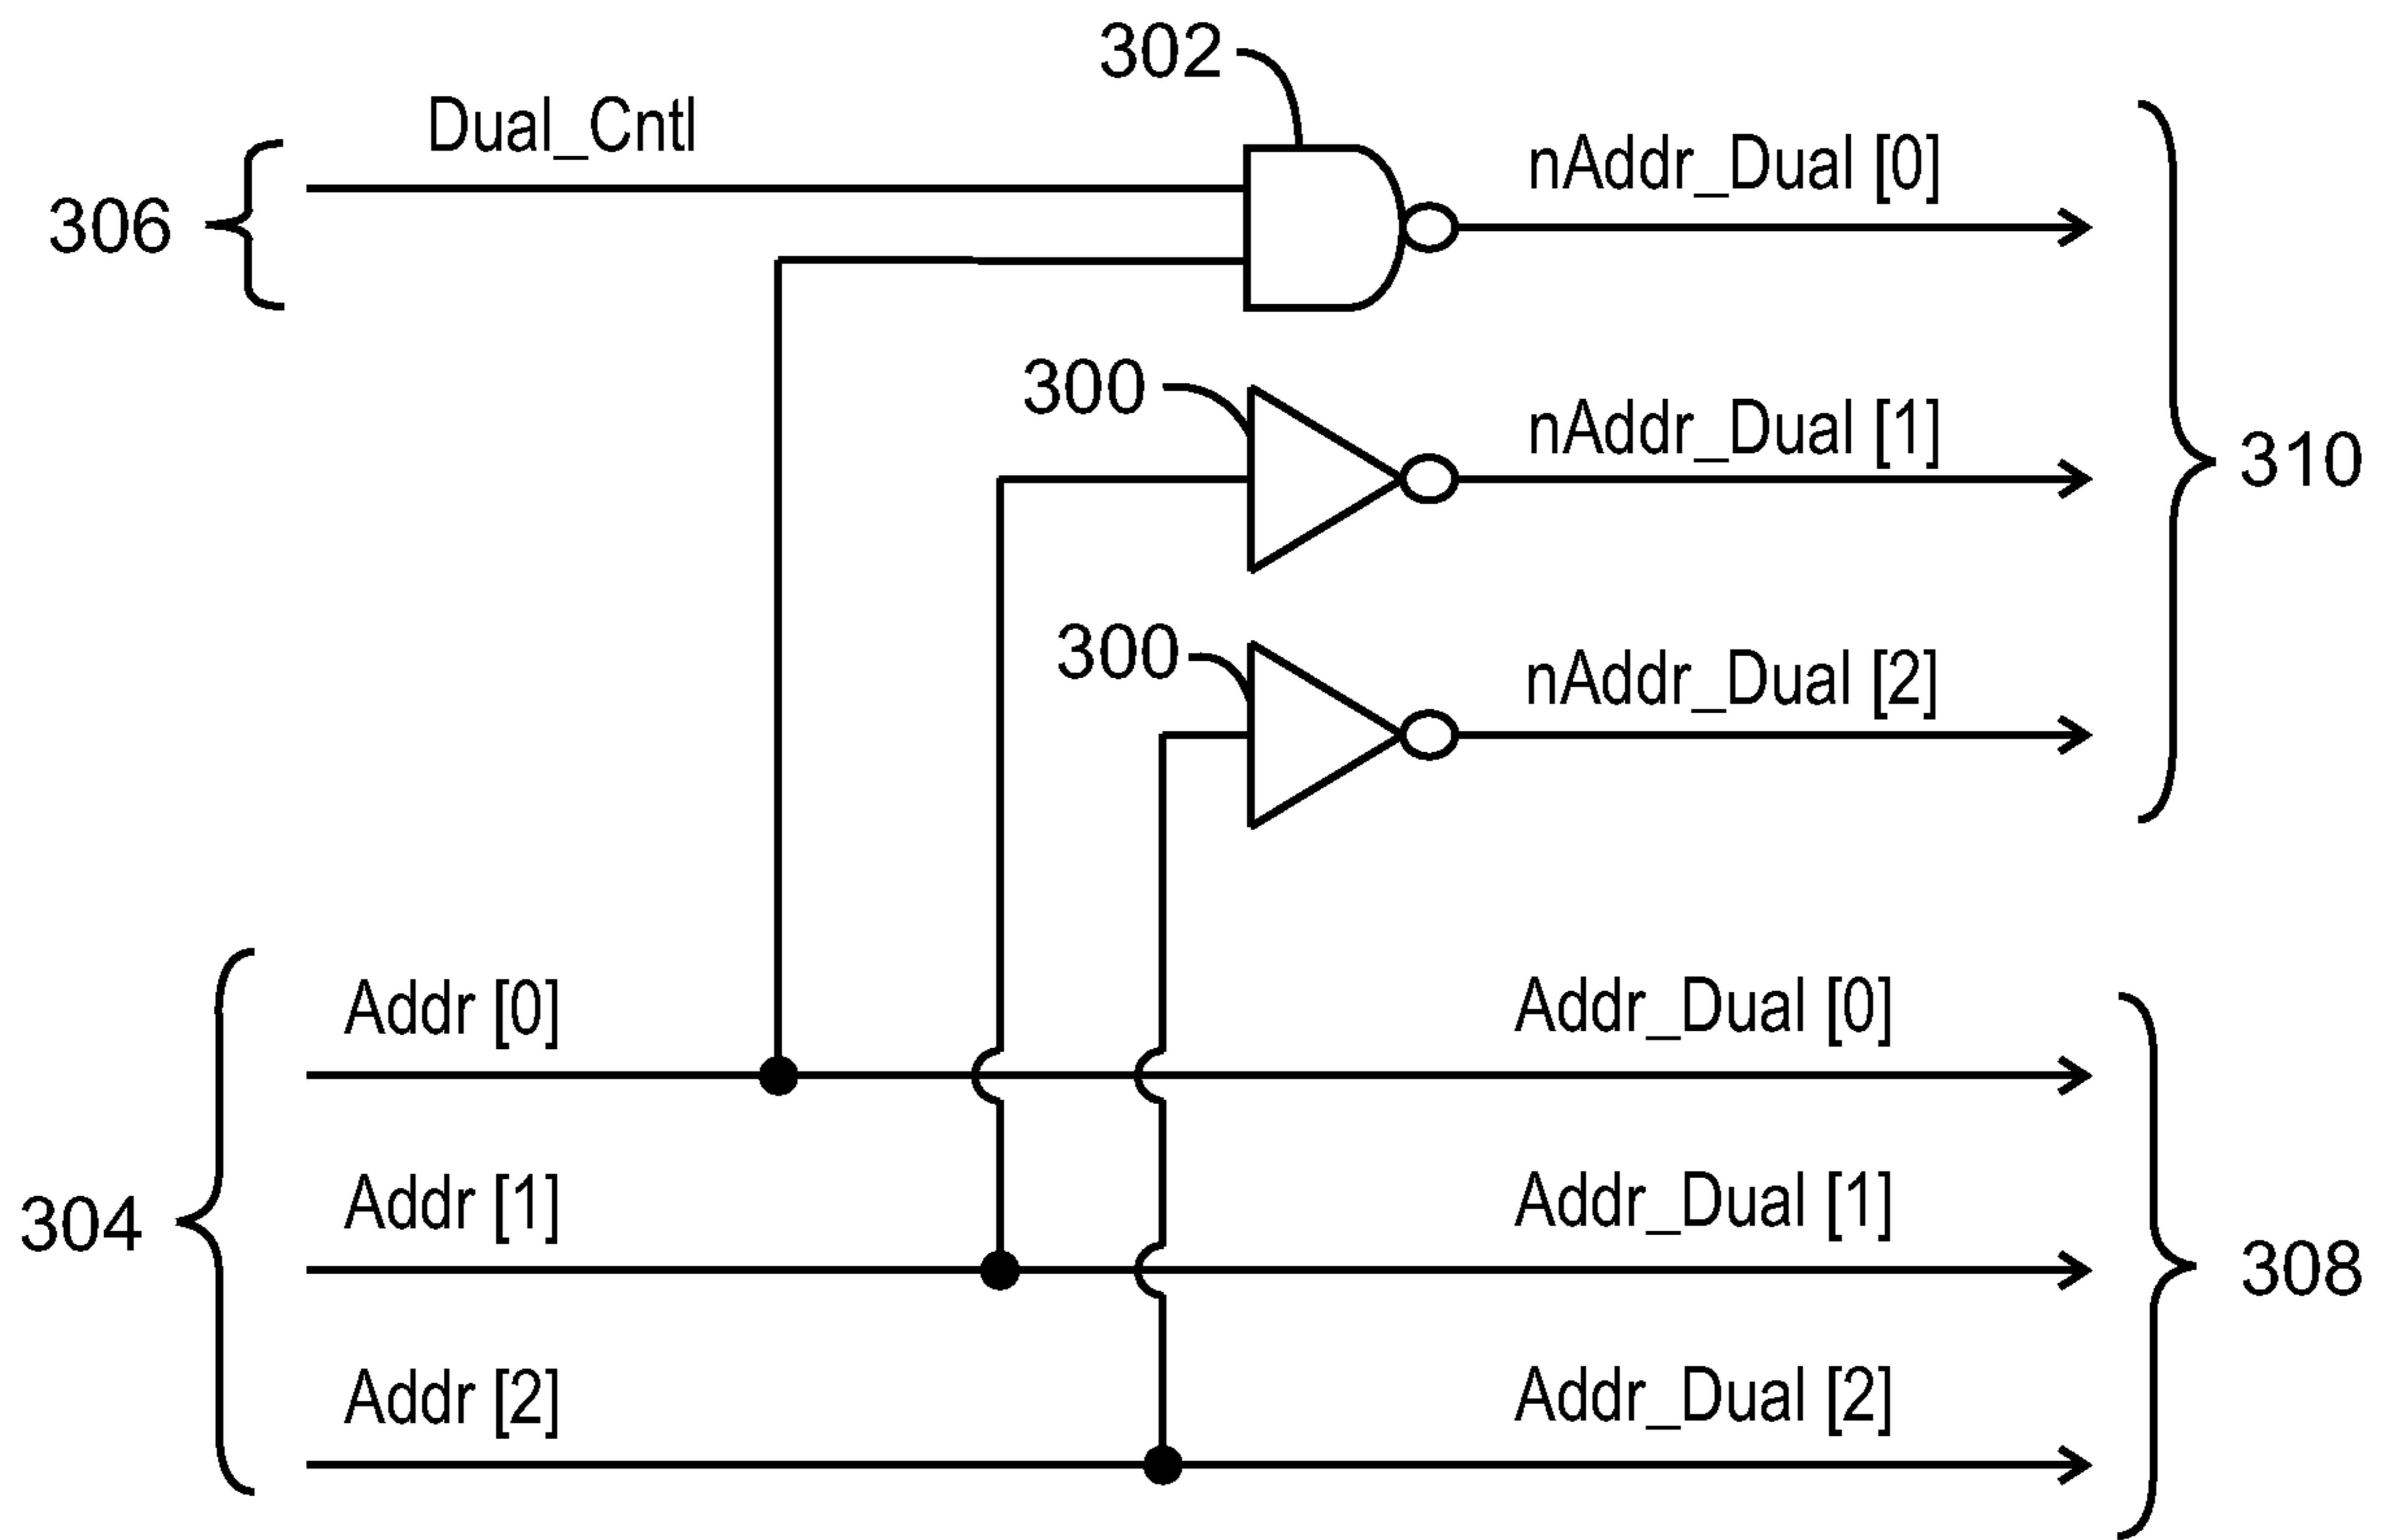 302
Dual_Cntl
nAddr_Dual [0]
306
300
nAddr_Dual [1]
310
300
nAddr_Dual [2]
Addr [0]
Addr_Dual [0]
Addr [1]
Addr_Dual [1]
304
308
Addr [2]
Addr_Dual [2]